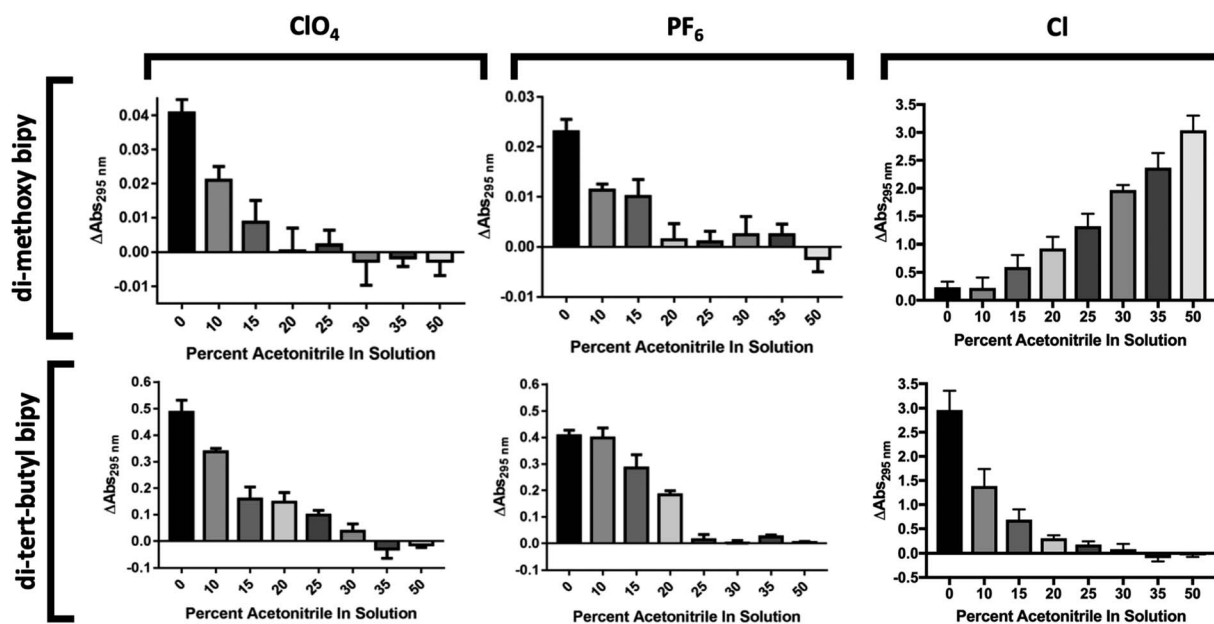 ClO4
PF6
Cl
di-methoxy bipy
ΔAbs295 nm
0.04
0.03
0.02
0.01
0.00
-0.01
0 10 15 20 25 30 35 50
Percent Acetonitrile In Solution
ΔAbs295 nm
0.03
0.02
0.01
0.00
-0.01
0 10 15 20 25 30 35 50
Percent Acetonitrile In Solution
ΔAbs295 nm
3.5
3.0
2.5
2.0
1.5
1.0
0.5
0.0
0 10 15 20 25 30 35 50
Percent Acetonitrile In Solution
di-tert-butyl bipy
ΔAbs295 nm
0.6
0.5
0.4
0.3
0.2
0.1
0.0
-0.1
0 10 15 20 25 30 35 50
Percent Acetonitrile In Solution
ΔAbs295 nm
0.6
0.5
0.4
0.3
0.2
0.1
0.0
-0.1
0 10 15 20 25 30 35 50
Percent Acetonitrile In Solution
ΔAbs295 nm
3.5
3.0
2.5
2.0
1.5
1.0
0.5
0.0
-0.5
0 10 15 20 25 30 35 50
Percent Acetonitrile In Solution